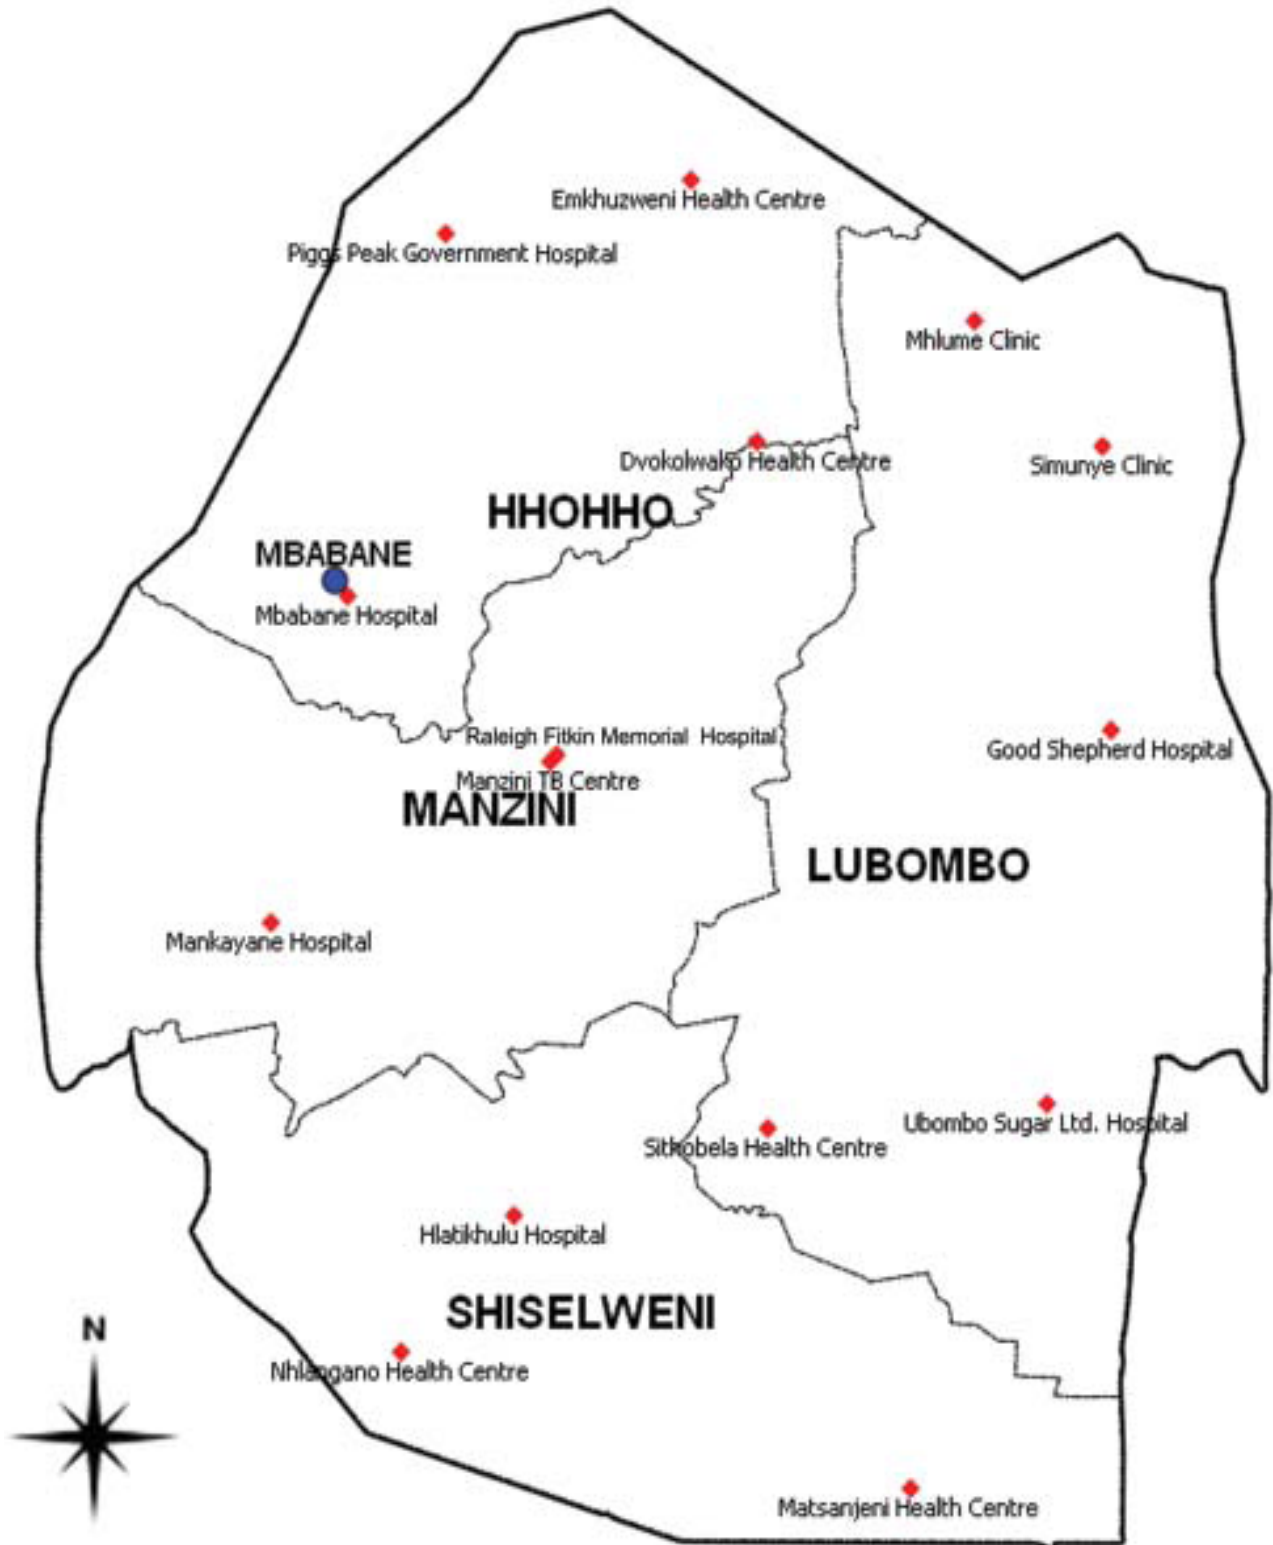 Emkhuzweni Health Centre
Piggs Peak Government Hospital
Mhlume Clinic
Dvokolwako Health Centre
Simunye Clinic
HHOHHO
MBABANE
Mbabane Hospital
Raleigh Fitkin Memorial Hospital
Good Shepherd Hospital
Manzini TB Centre
MANZINI
LUBOMBO
Mankayane Hospital
Ubombo Sugar Ltd. Hospital
Sithobela Health Centre
Hlatikhulu Hospital
SHISELWENI
N
Nhlangano Health Centre
Matsanjeni Health Centre